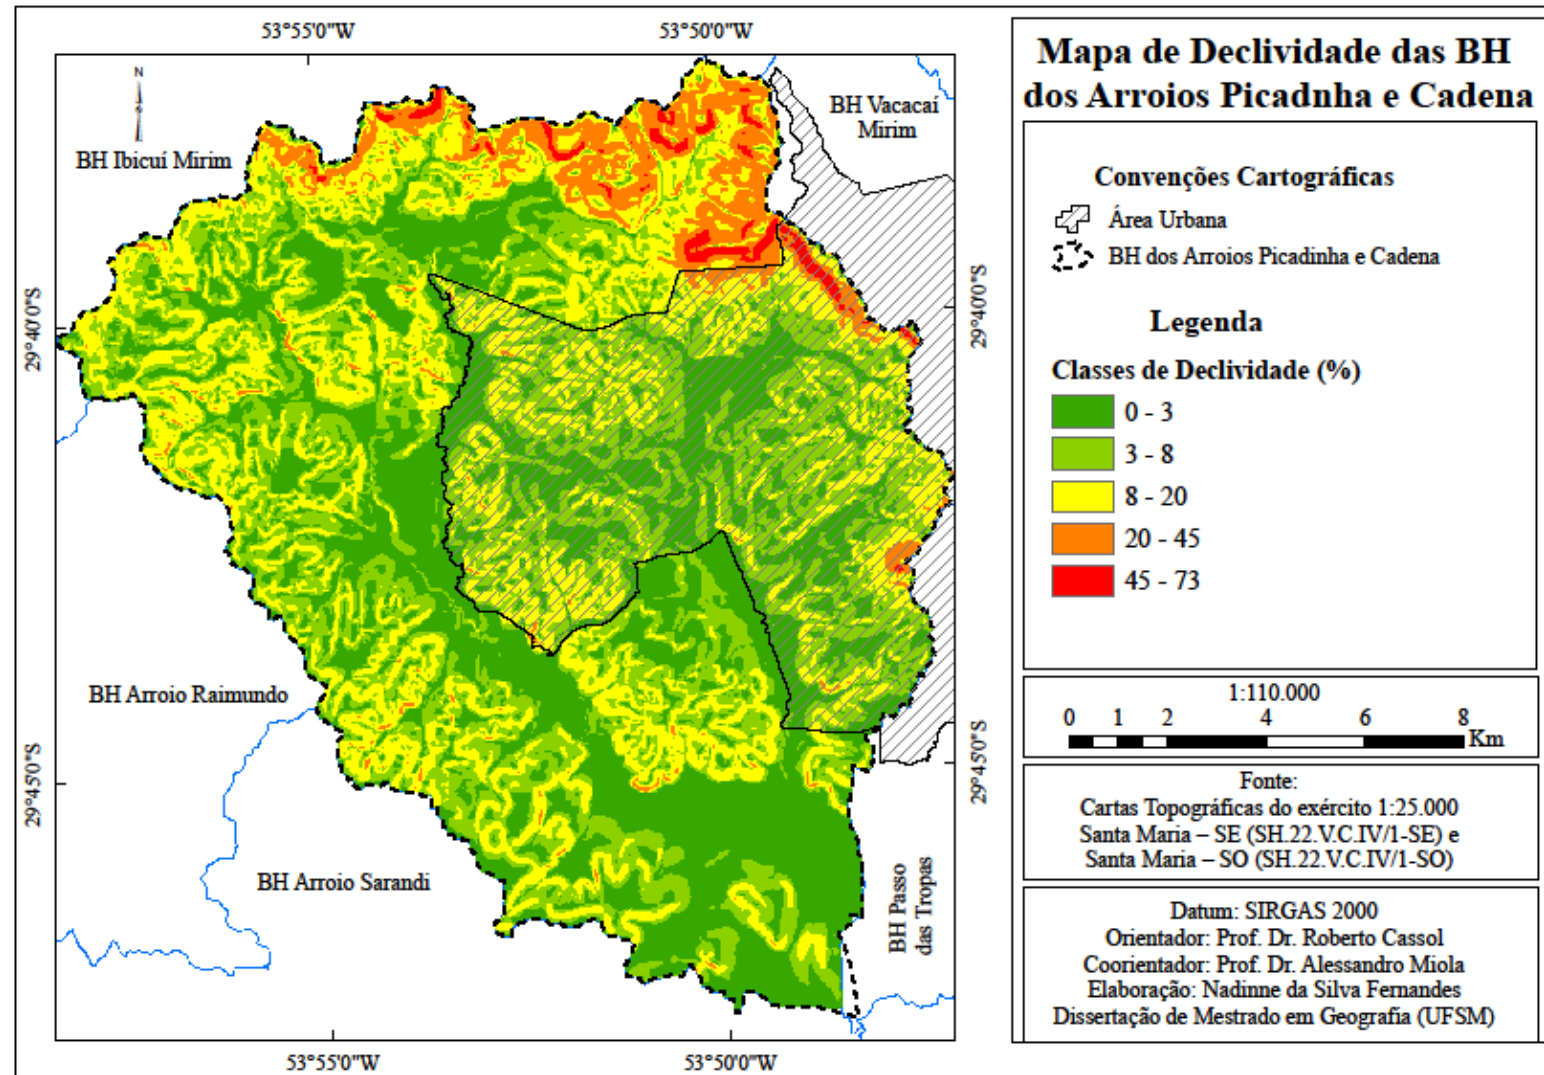 53°55'0"W
53°50'0"W
N
BH Ibicuí Mirim
BH Vacacaí
Mirim
29°40'0"S
29°40'0"S
BH Arroio Raimundo
29°45'0"S
29°45'0"S
BH Arroio Sarandi
BH Passo
das Tropas
53°55'0"W
53°50'0"W
Mapa de Declividade das BH
dos Arroios Picadnha e Cadena
Convenções Cartográficas
Área Urbana
BH dos Arroios Picadinha e Cadena
Legenda
Classes de Declividade (%)
0 - 3
3 - 8
8 - 20
20 - 45
45 - 73
1:110.000
0 1 2 4 6 8
Km
Fonte:
Cartas Topográficas do exército 1:25.000
Santa Maria – SE (SH.22.V.C.IV/1-SE) e
Santa Maria – SO (SH.22.V.C.IV/1-SO)
Datum: SIRGAS 2000
Orientador: Prof. Dr. Roberto Cassol
Coorientador: Prof. Dr. Alessandro Miola
Elaboração: Nadinne da Silva Fernandes
Dissertação de Mestrado em Geografia (UFSM)